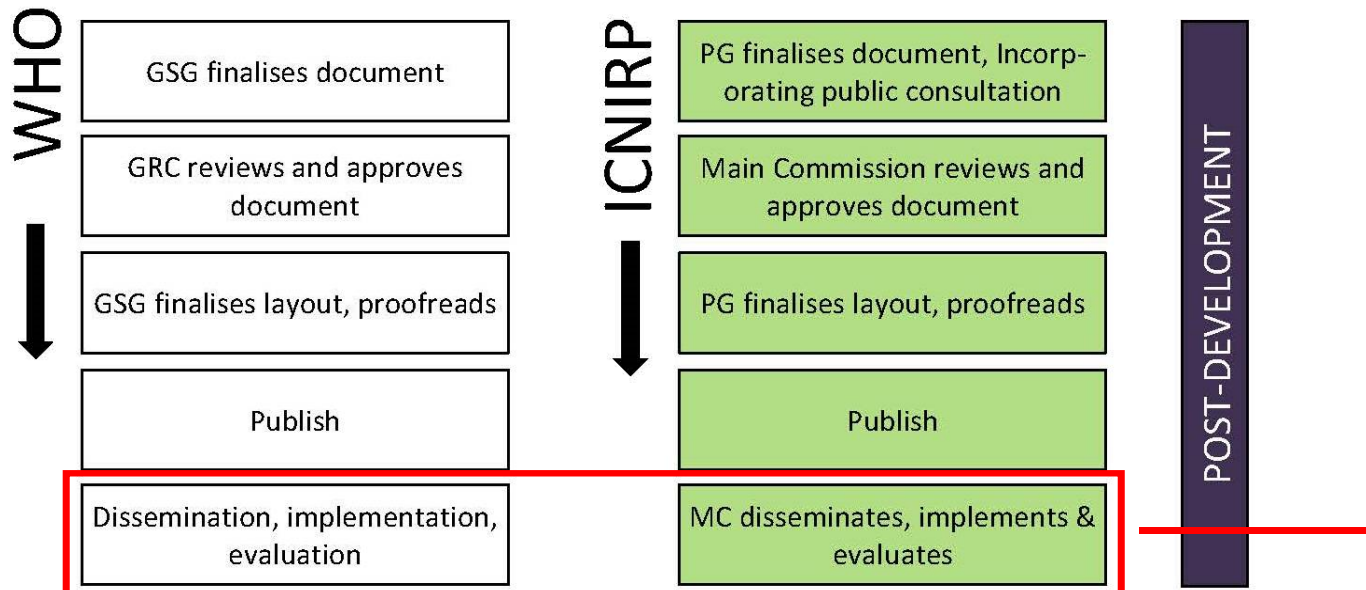 WHO
GSG finalises document
GRC reviews and approves
document
GSG finalises layout, proofreads
Publish
Dissemination, implementation,
evaluation
ICNIRP
PG finalises document, Incorp-
orating public consultation
Main Commission reviews and
approves document
PG finalises layout, proofreads
Publish
MC disseminates, implements &
evaluates
POST-DEVELOPMENT